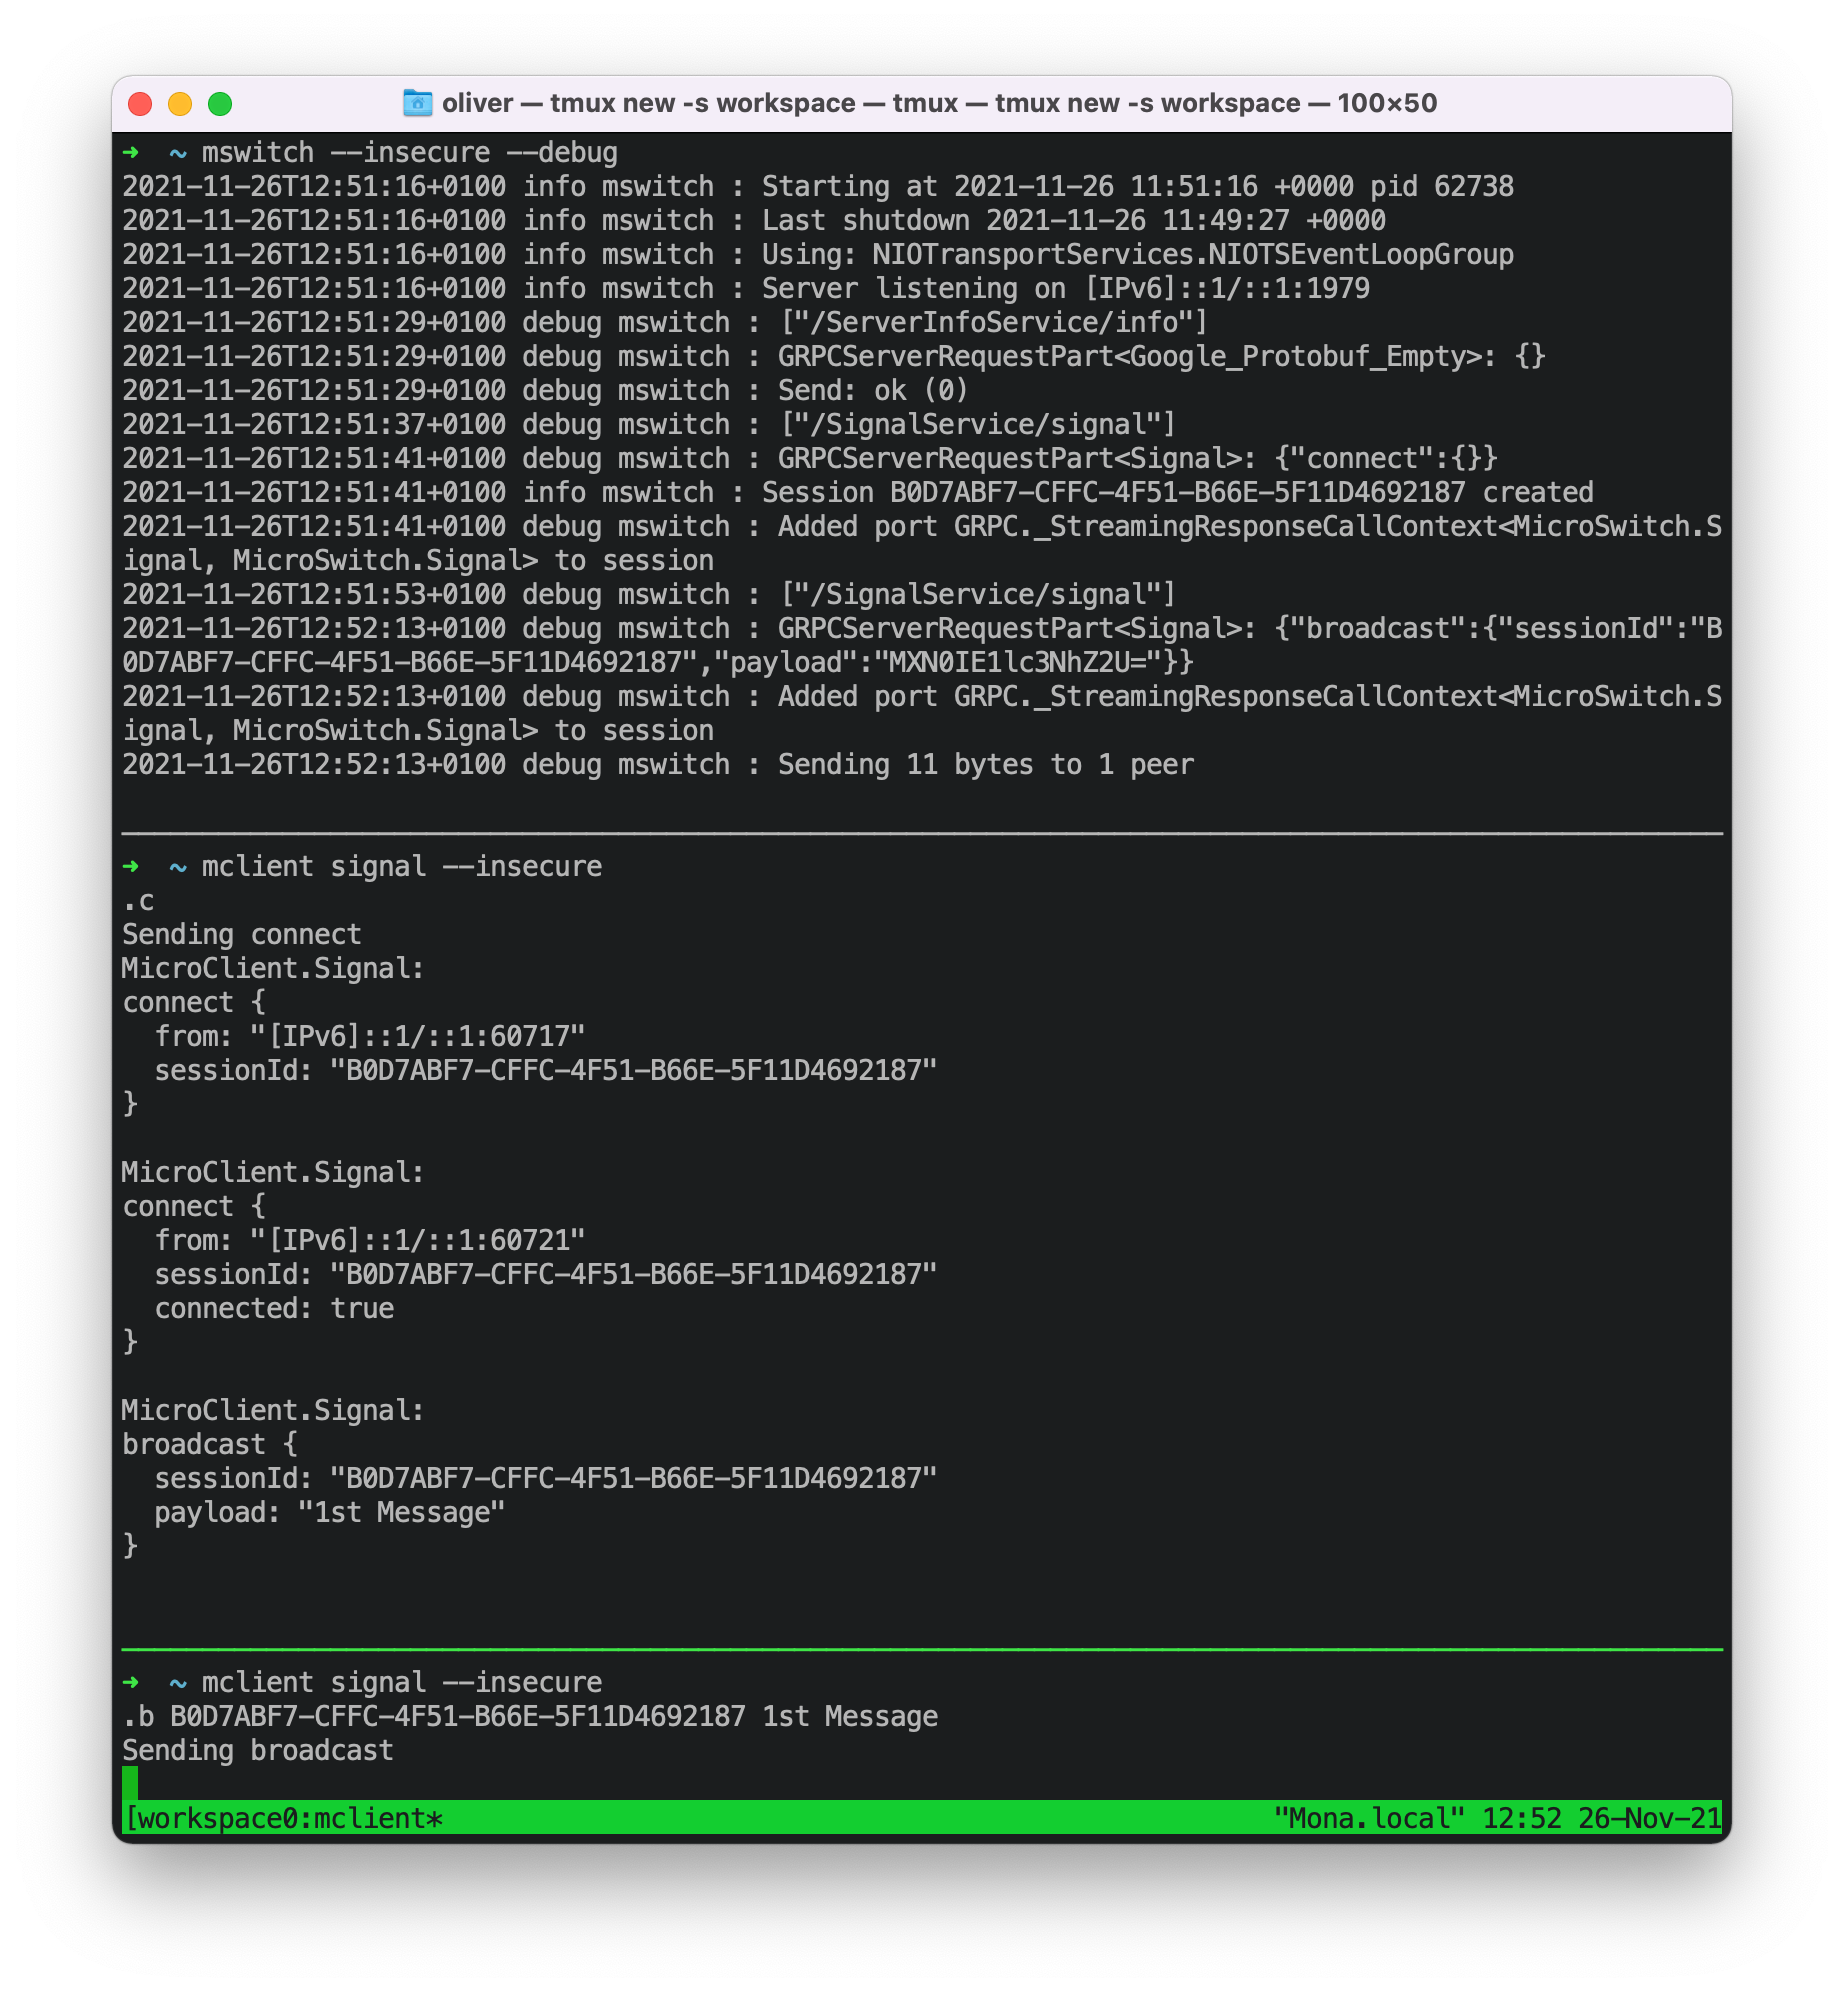 oliver — tmux new -s workspace — tmux — tmux new -s workspace — 100×50
➜  ~ mswitch --insecure --debug
2021-11-26T12:51:16+0100 info mswitch : Starting at 2021-11-26 11:51:16 +0000 pid 62738
2021-11-26T12:51:16+0100 info mswitch : Last shutdown 2021-11-26 11:49:27 +0000
2021-11-26T12:51:16+0100 info mswitch : Using: NIOTransportServices.NIOTSEventLoopGroup
2021-11-26T12:51:16+0100 info mswitch : Server listening on [IPv6]::1/::1:1979
2021-11-26T12:51:29+0100 debug mswitch : ["/ServerInfoService/info"]
2021-11-26T12:51:29+0100 debug mswitch : GRPCServerRequestPart<Google_Protobuf_Empty>: {}
2021-11-26T12:51:29+0100 debug mswitch : Send: ok (0)
2021-11-26T12:51:37+0100 debug mswitch : ["/SignalService/signal"]
2021-11-26T12:51:41+0100 debug mswitch : GRPCServerRequestPart<Signal>: {"connect":{}}
2021-11-26T12:51:41+0100 info mswitch : Session B0D7ABF7-CFFC-4F51-B66E-5F11D4692187 created
2021-11-26T12:51:41+0100 debug mswitch : Added port GRPC._StreamingResponseCallContext<MicroSwitch.S
ignal, MicroSwitch.Signal> to session
2021-11-26T12:51:53+0100 debug mswitch : ["/SignalService/signal"]
2021-11-26T12:52:13+0100 debug mswitch : GRPCServerRequestPart<Signal>: {"broadcast":{"sessionId":"B
0D7ABF7-CFFC-4F51-B66E-5F11D4692187","payload":"MXN0IE1lc3NhZ2U="}}
2021-11-26T12:52:13+0100 debug mswitch : Added port GRPC._StreamingResponseCallContext<MicroSwitch.S
ignal, MicroSwitch.Signal> to session
2021-11-26T12:52:13+0100 debug mswitch : Sending 11 bytes to 1 peer
➜  ~ mclient signal --insecure
.c
Sending connect
MicroClient.Signal:
connect {
  from: "[IPv6]::1/::1:60717"
  sessionId: "B0D7ABF7-CFFC-4F51-B66E-5F11D4692187"
}
MicroClient.Signal:
connect {
  from: "[IPv6]::1/::1:60721"
  sessionId: "B0D7ABF7-CFFC-4F51-B66E-5F11D4692187"
  connected: true
}
MicroClient.Signal:
broadcast {
  sessionId: "B0D7ABF7-CFFC-4F51-B66E-5F11D4692187"
  payload: "1st Message"
}
➜  ~ mclient signal --insecure
.b B0D7ABF7-CFFC-4F51-B66E-5F11D4692187 1st Message
Sending broadcast
[workspace0:mclient* "Mona.local" 12:52 26-Nov-21